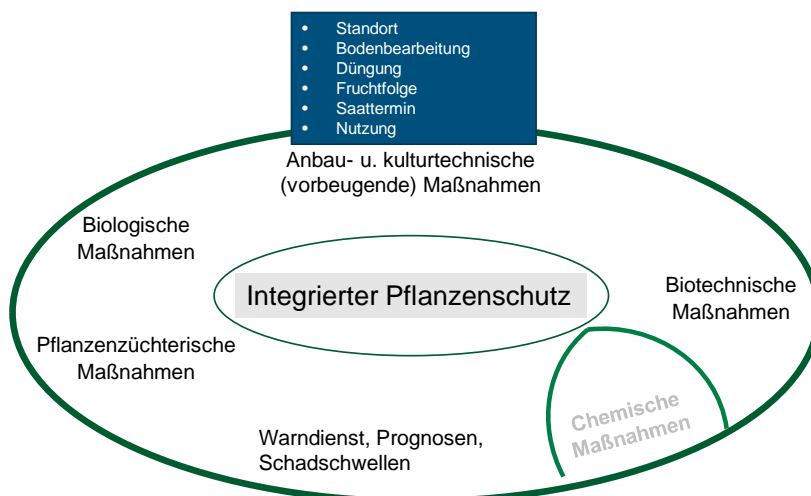 • Standort
• Bodenbearbeitung
• Düngung
• Fruchtfolge
• Saattermin
• Nutzung
Anbau- u. kulturtechnische
(vorbeugende) Maßnahmen
Biologische
Maßnahmen
Integrierter Pflanzenschutz
Biotechnische
Maßnahmen
Pflanzenzüchterische
Maßnahmen
Chemische
Maßnahmen
Warndienst, Prognosen,
Schadschwellen